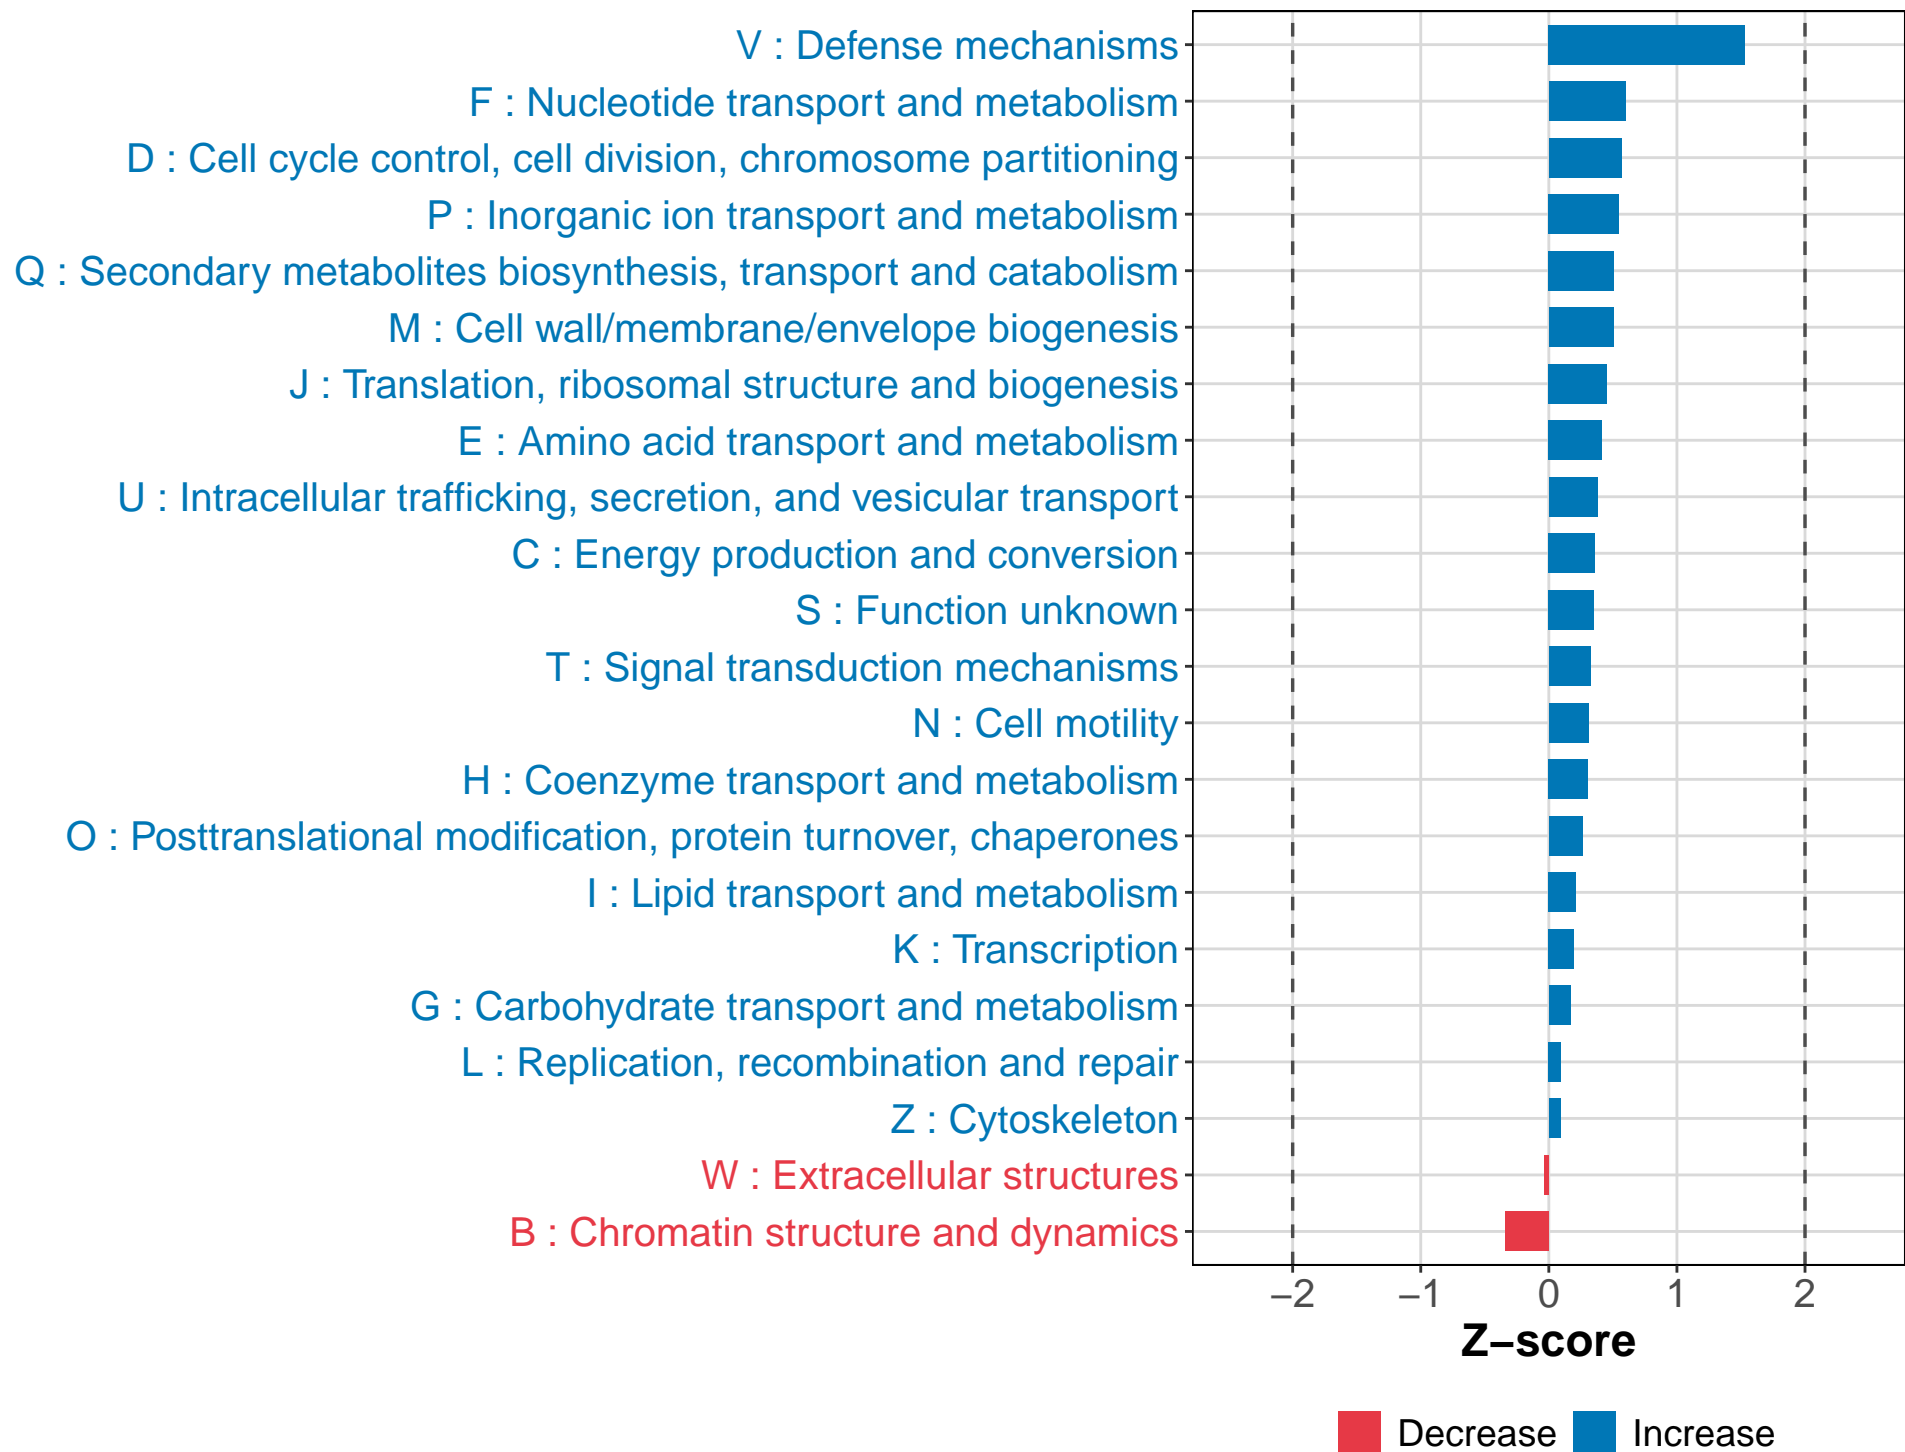 V : Defense mechanisms
F : Nucleotide transport and metabolism
D : Cell cycle control, cell division, chromosome partitioning
P : Inorganic ion transport and metabolism
Q : Secondary metabolites biosynthesis, transport and catabolism
M : Cell wall/membrane/envelope biogenesis
J : Translation, ribosomal structure and biogenesis
E : Amino acid transport and metabolism
U : Intracellular trafficking, secretion, and vesicular transport
C : Energy production and conversion
S : Function unknown
T : Signal transduction mechanisms
N : Cell motility
H : Coenzyme transport and metabolism
O : Posttranslational modification, protein turnover, chaperones
I : Lipid transport and metabolism
K : Transcription
G : Carbohydrate transport and metabolism
L : Replication, recombination and repair
Z : Cytoskeleton
W : Extracellular structures
B : Chromatin structure and dynamics
−2 −1 0 1 2
Z−score
Decrease Increase